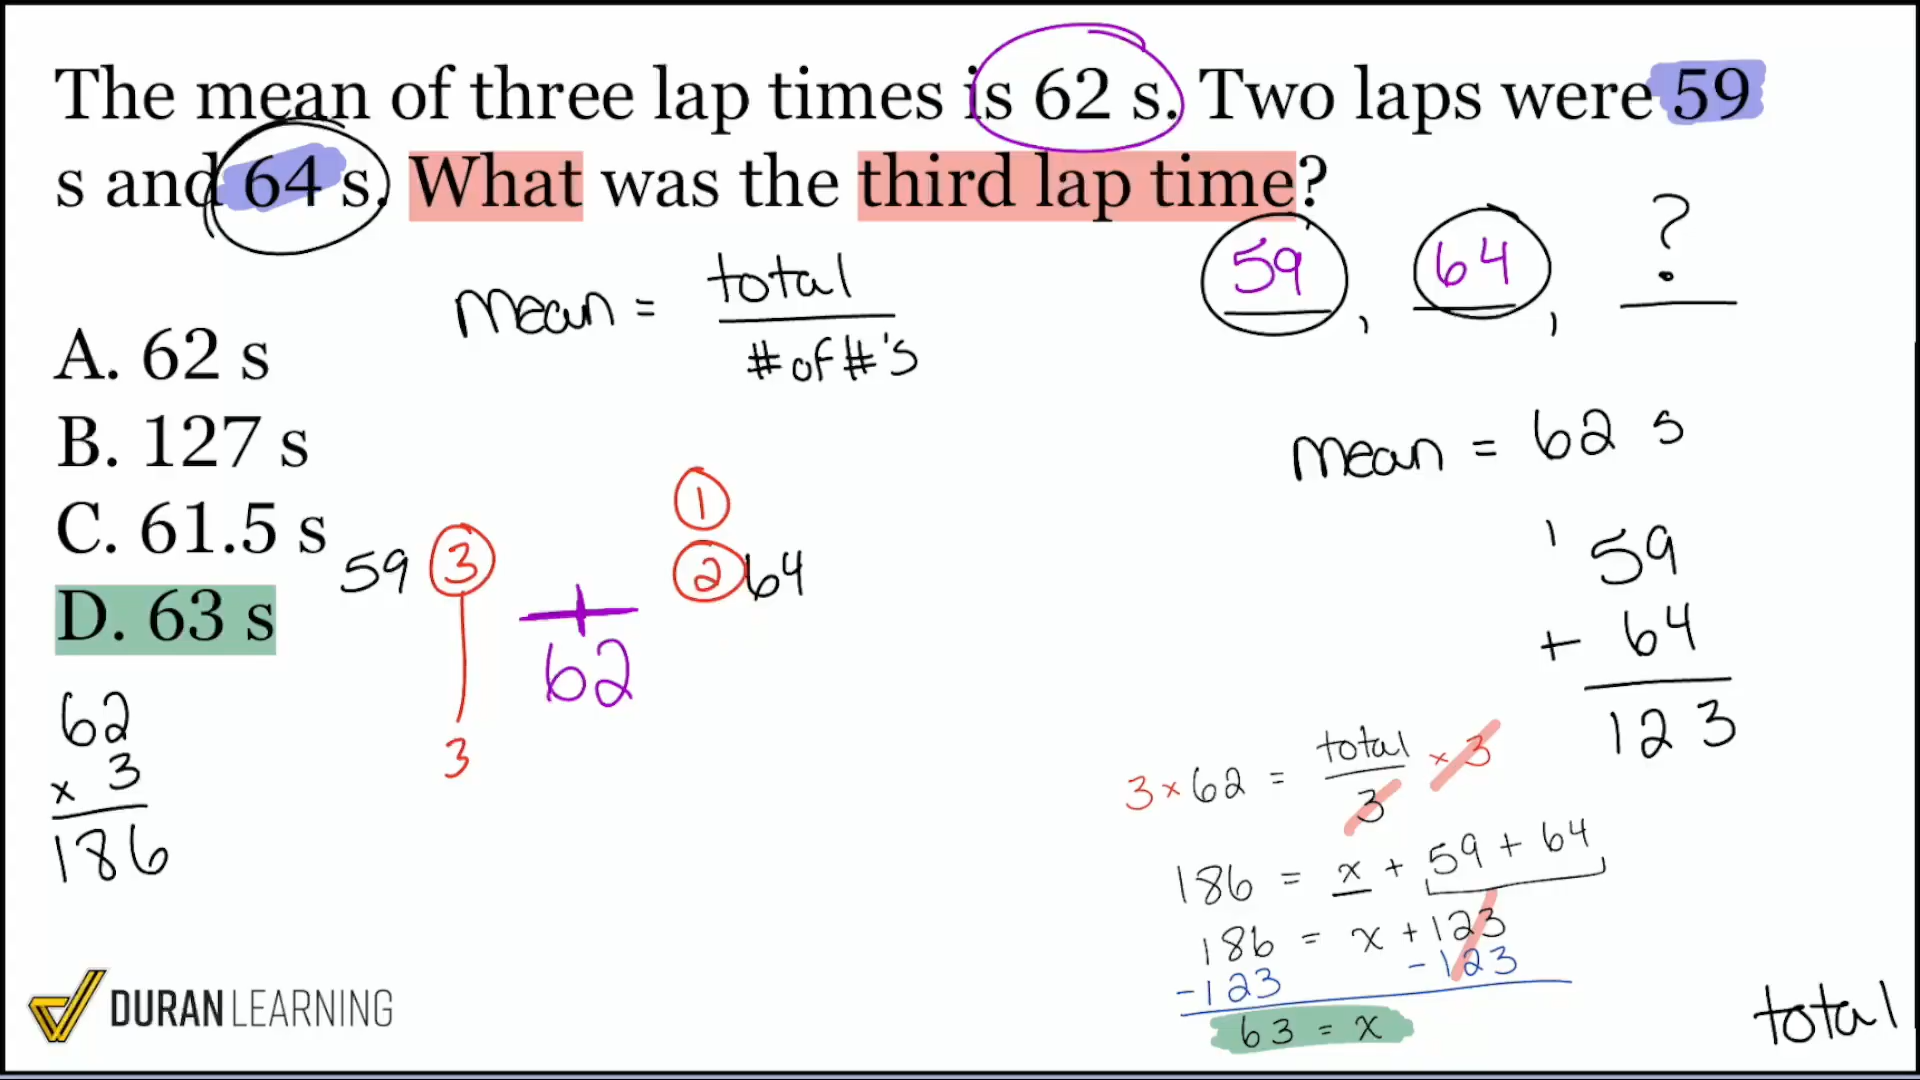 The mean of three lap times is 62 s. Two laps were 59
s and 64 s. What was the third lap time?
A. 62 s
B. 127 s
C. 61.5 s
D. 63 s
mean = total
# of #'s
59, 64, ?
mean = 62 s
1
59
+ 64
123
59 3
3
62
1
2 64
62
x 3
186
3 x 62 = total x 3
3
186 = x + 59 + 64
186 = x + 123
-123 -123
63 = x
total
DURAN LEARNING